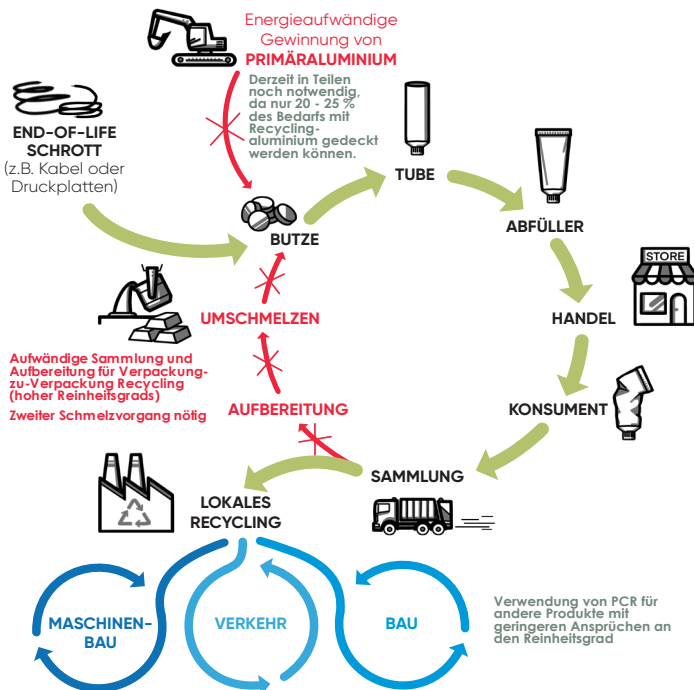 Energieaufwändige
Gewinnung von
PRIMÄRALUMINIUM
Derzeit in Teilen
noch notwendig,
da nur 20 - 25 %
des Bedarfs mit
Recycling-
aluminium gedeckt
werden können.
END-OF-LIFE
SCHROTT
(z.B. Kabel oder
Druckplatten)
TUBE
ABFÜLLER
BUTZE
STORE
HANDEL
UMSCHMELZEN
Aufwändige Sammlung und
Aufbereitung für Verpackung-
zu-Verpackung Recycling
(hoher Reinheitsgrads)
Zweiter Schmelzvorgang nötig
AUFBEREITUNG
KONSUMENT
SAMMLUNG
LOKALES
RECYCLING
MASCHINEN-
BAU
VERKEHR
BAU
Verwendung von PCR für
andere Produkte mit
geringeren Ansprüchen an
den Reinheitsgrad